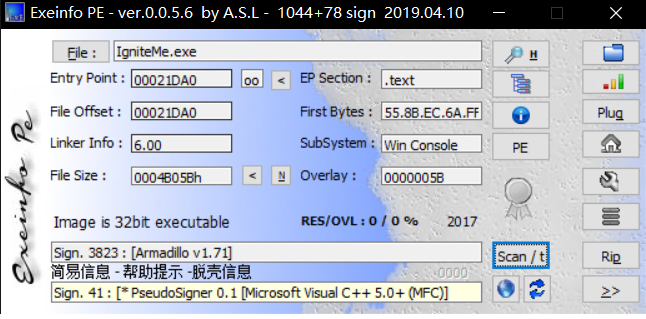 Exeinfo PE - ver.0.0.5.6 by A.S.L - 1044+78 sign 2019.04.10
Exeinfo Pe
File : IgniteMe.exe H
Entry Point : 00021DA0 oo < EP Section : .text
File Offset : 00021DA0 First Bytes : 55.8B.EC.6A.FF Plug
Linker Info : 6.00 SubSystem : Win Console PE
File Size : 0004B05Bh < N Overlay : 0000005B
Image is 32bit executable RES/OVL : 0 / 0 % 2017
Sign. 3823 : [Armadillo v1.71] Scan / t Rip
简易信息 - 帮助提示 -脱壳信息 0000
Sign. 41 : [* PseudoSigner 0.1 [Microsoft Visual C++ 5.0+ (MFC)] >>